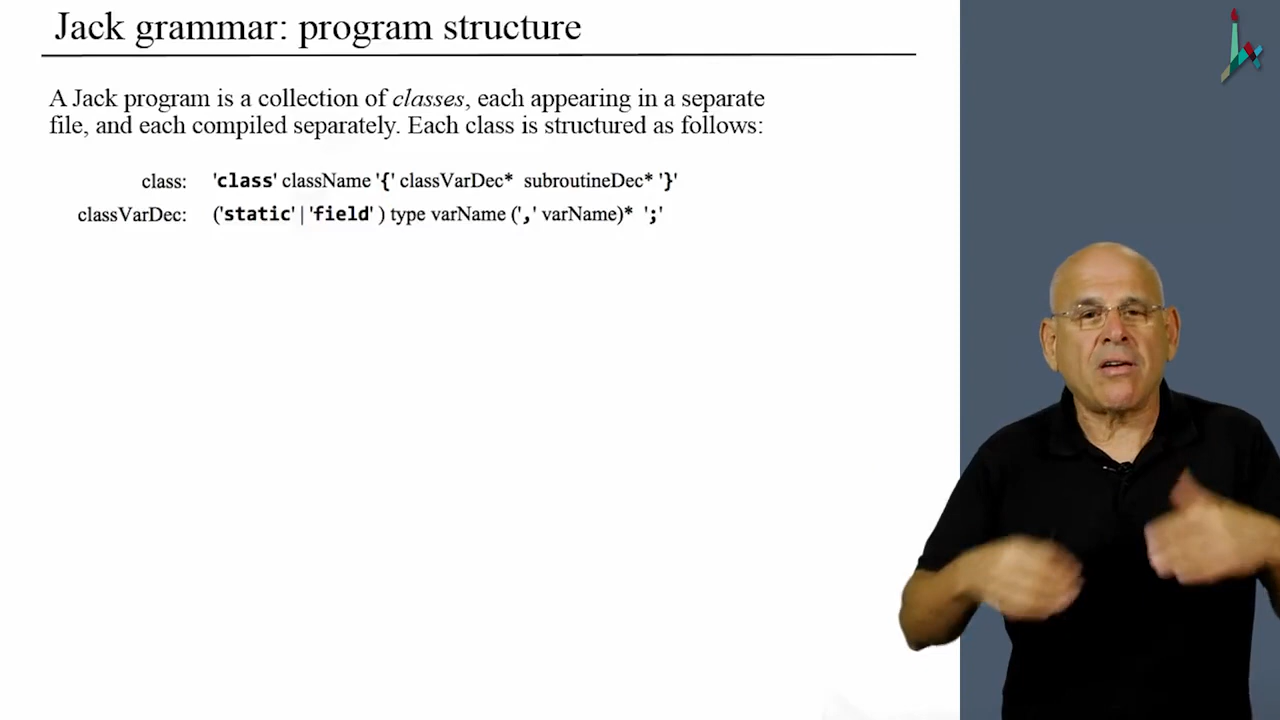 Jack grammar: program structure
A Jack program is a collection of classes, each appearing in a separate
file, and each compiled separately. Each class is structured as follows:
class: 'class' className '{' classVarDec* subroutineDec* '}'
classVarDec: ('static' | 'field' ) type varName (',' varName)* ';'